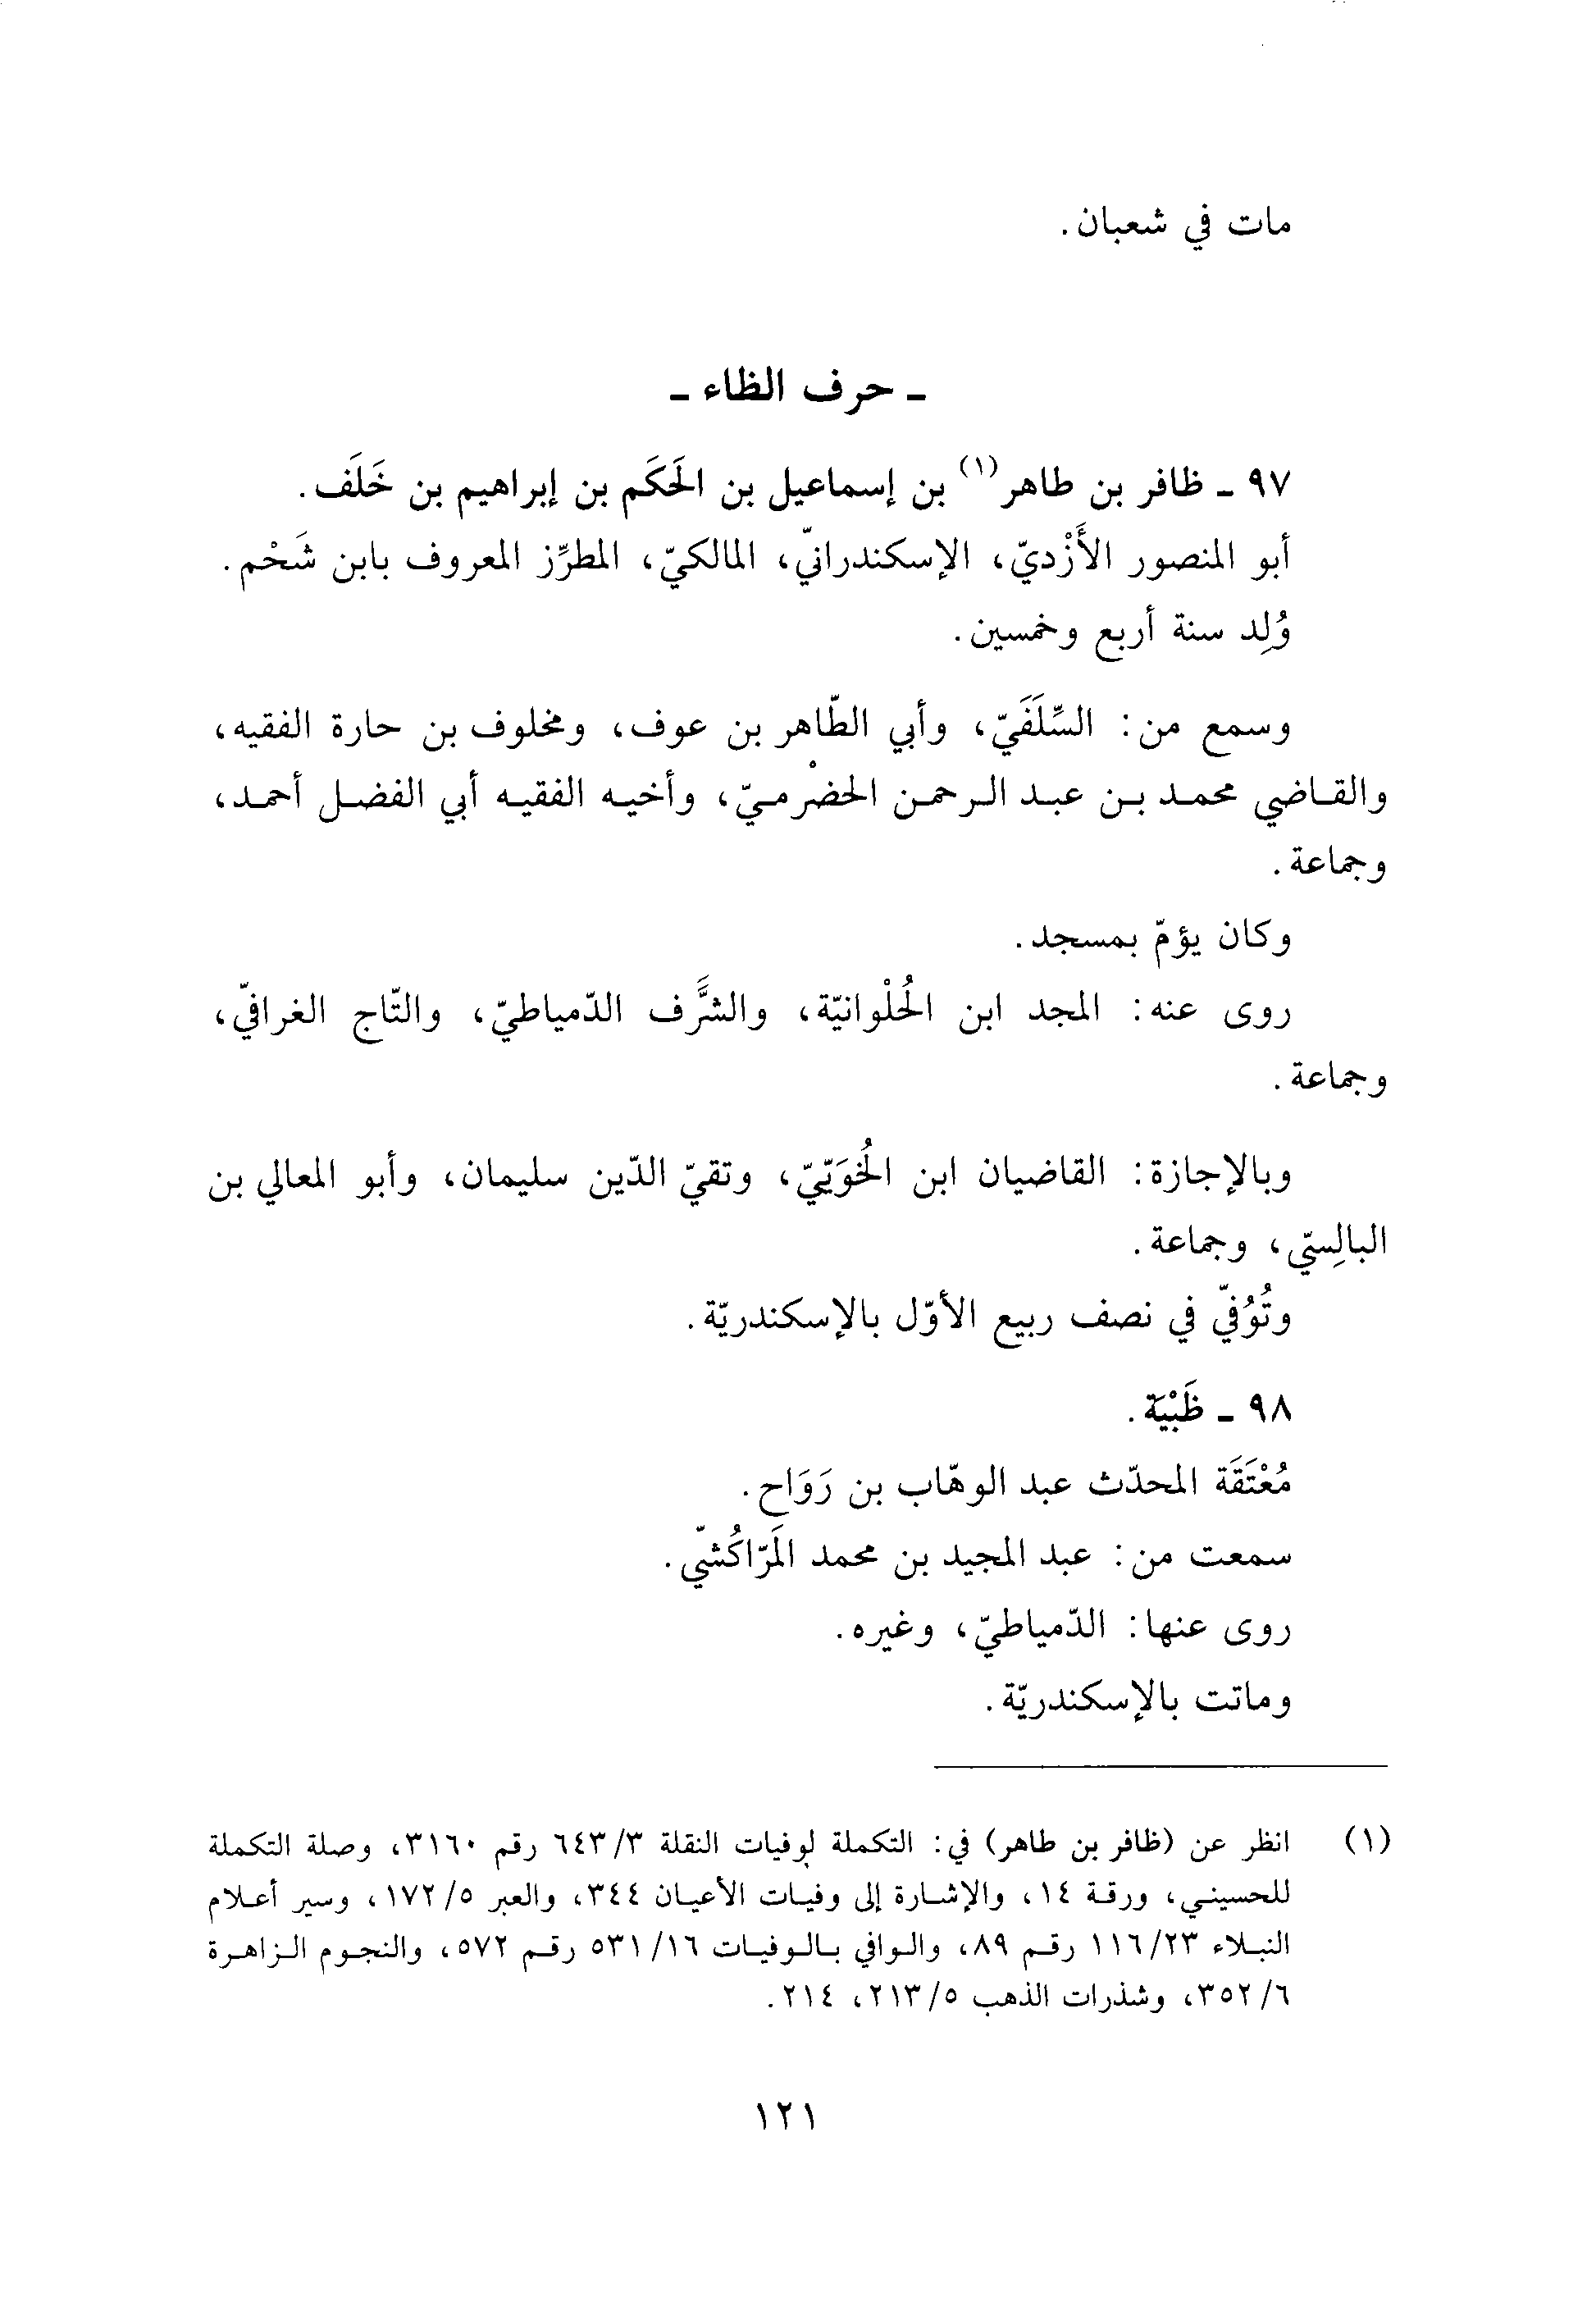 مات في شعبان.
ـ حرف الظاء ـ
٩٧ ـ ظافر بن طاهر(١) بن إسماعيل بن الحَكَم بن إبراهيم بن خَلَف.
أبو المنصور الأَزْديّ، الإسكندرانيّ، المالكيّ، المطرِّز المعروف بابن شَحْم.
وُلِد سنة أربع وخمسين.
وسمع من: السِّلَفَيّ، وأبي الطّاهر بن عوف، ومخلوف بن حارة الفقيه،
والقاضي محمد بن عبد الرحمن الحضْرميّ، وأخيه الفقيه أبي الفضل أحمد،
وجماعة.
وكان يؤمّ بمسجد.
روى عنه: المجد ابن الحُلْوانيّة، والشَّرف الدّمياطيّ، والتّاج الغرافيّ،
وجماعة.
وبالإجازة: القاضيان ابن الخُوَيّيّ، وتقيّ الدّين سليمان، وأبو المعالي بن
البالِسيّ، وجماعة.
وتُوُفيّ في نصف ربيع الأوّل بالإسكندريّة.
٩٨ ـ ظَبْيَة.
مُعْتَقَة المحدّث عبد الوهّاب بن رَوَاح.
سمعت من: عبد المجيد بن محمد المَرّاكُشيّ.
روى عنها: الدّمياطيّ، وغيره.
وماتت بالإسكندريّة.
(١) انظر عن (ظافر بن طاهر) في: التكملة لوفيات النقلة ٣/ ٦٤٣ رقم ٣١٦٠، وصلة التكملة
للحسيني، ورقة ١٤، والإشارة إلى وفيات الأعيان ٣٤٤، والعبر ٥/ ١٧٢، وسير أعلام
النبلاء ٢٣/ ١١٦ رقم ٨٩، والوافي بالوفيات ١٦/ ٥٣١ رقم ٥٧٢، والنجوم الزاهرة
٦/ ٣٥٢، وشذرات الذهب ٥/ ٢١٣، ٢١٤.
١٢١